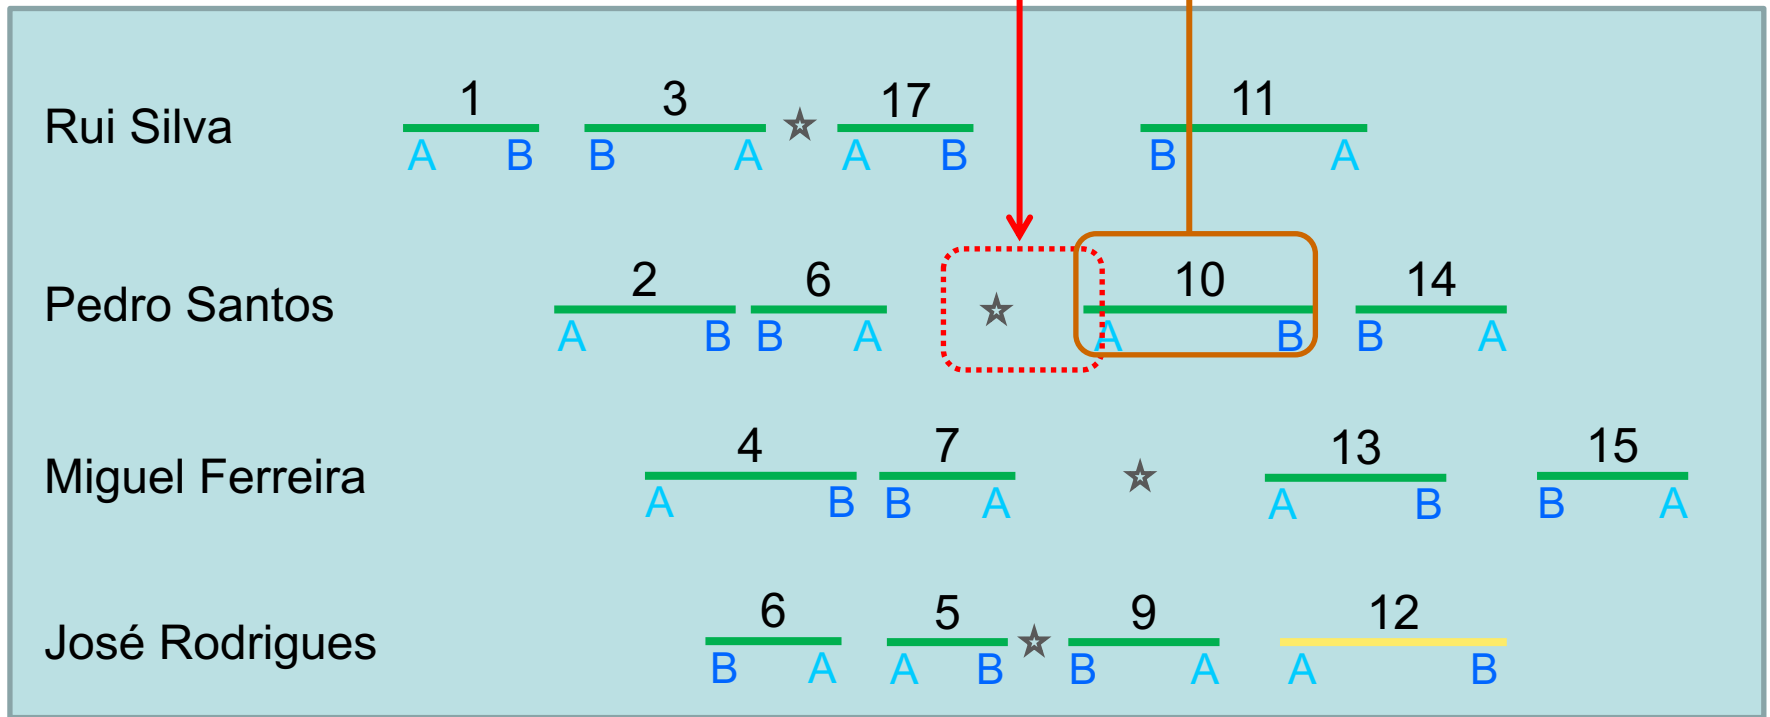 1 3 17 11
Rui Silva
A B B A A B B A
2 6 10 14
Pedro Santos
A B B A A B B A
4 7 13 15
Miguel Ferreira
A B B A A B B A
6 5 9 12
José Rodrigues
B A A B B A A B